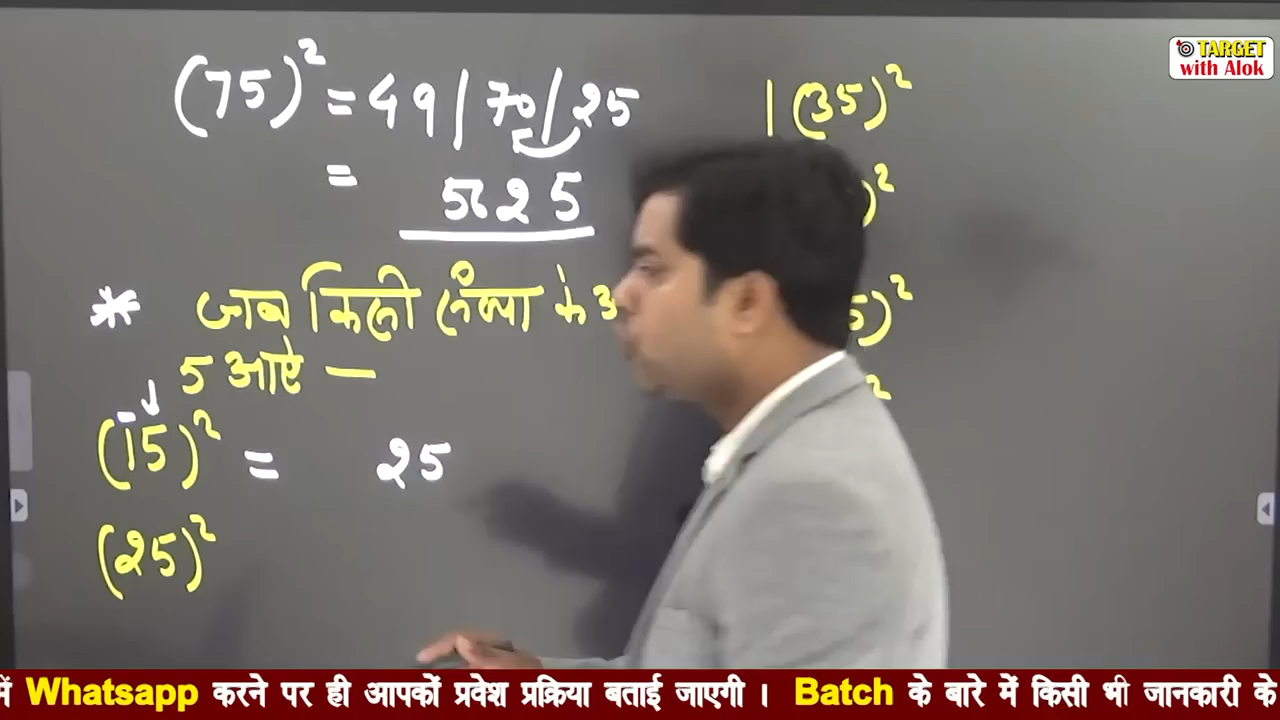 TARGET
with Alok
(75)² = 49/70/25
= 5625
* जब किसी संख्या के
5 आऐ —
(15)² = 25
(25)²
(35)²
में Whatsapp करने पर ही आपकों प्रवेश प्रक्रिया बताई जाएगी । Batch के बारे में किसी भी जानकारी के